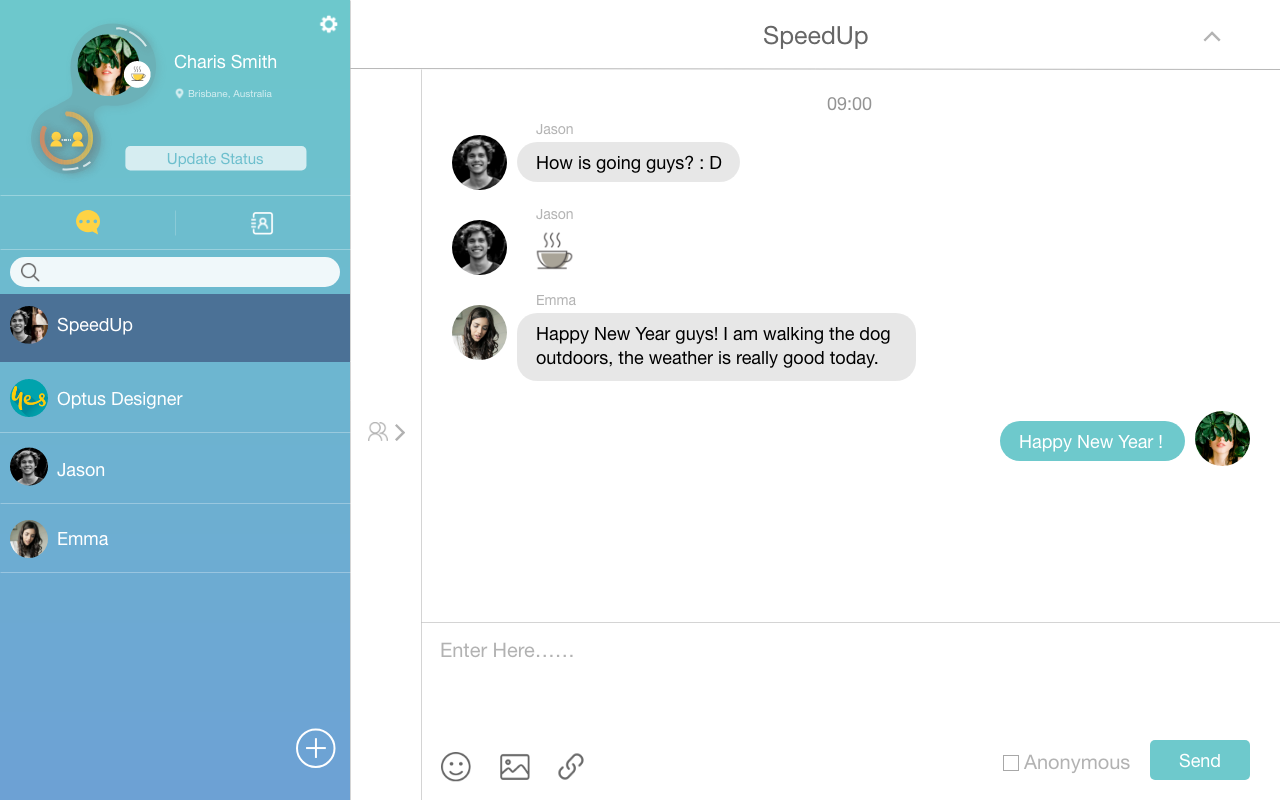 Charis Smith
Brisbane, Australia
Update Status
SpeedUp
yes
Optus Designer
Jason
Emma
SpeedUp
09:00
Jason
How is going guys? : D
Jason
Emma
Happy New Year guys! I am walking the dog
outdoors, the weather is really good today.
Happy New Year !
Enter Here......
Anonymous
Send